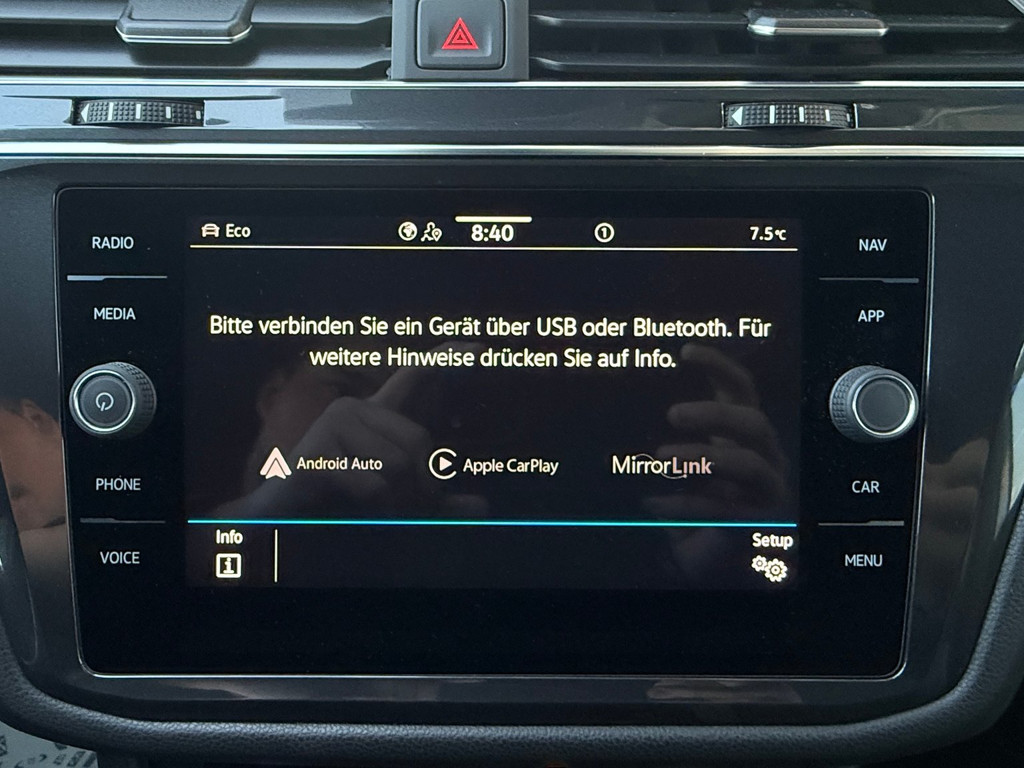 RADIO
MEDIA
PHONE
VOICE
Eco
8:40
1
7.5°C
Bitte verbinden Sie ein Gerät über USB oder Bluetooth. Für
weitere Hinweise drücken Sie auf Info.
Android Auto
Apple CarPlay
MirrorLink
Info
i
Setup
NAV
APP
CAR
MENU